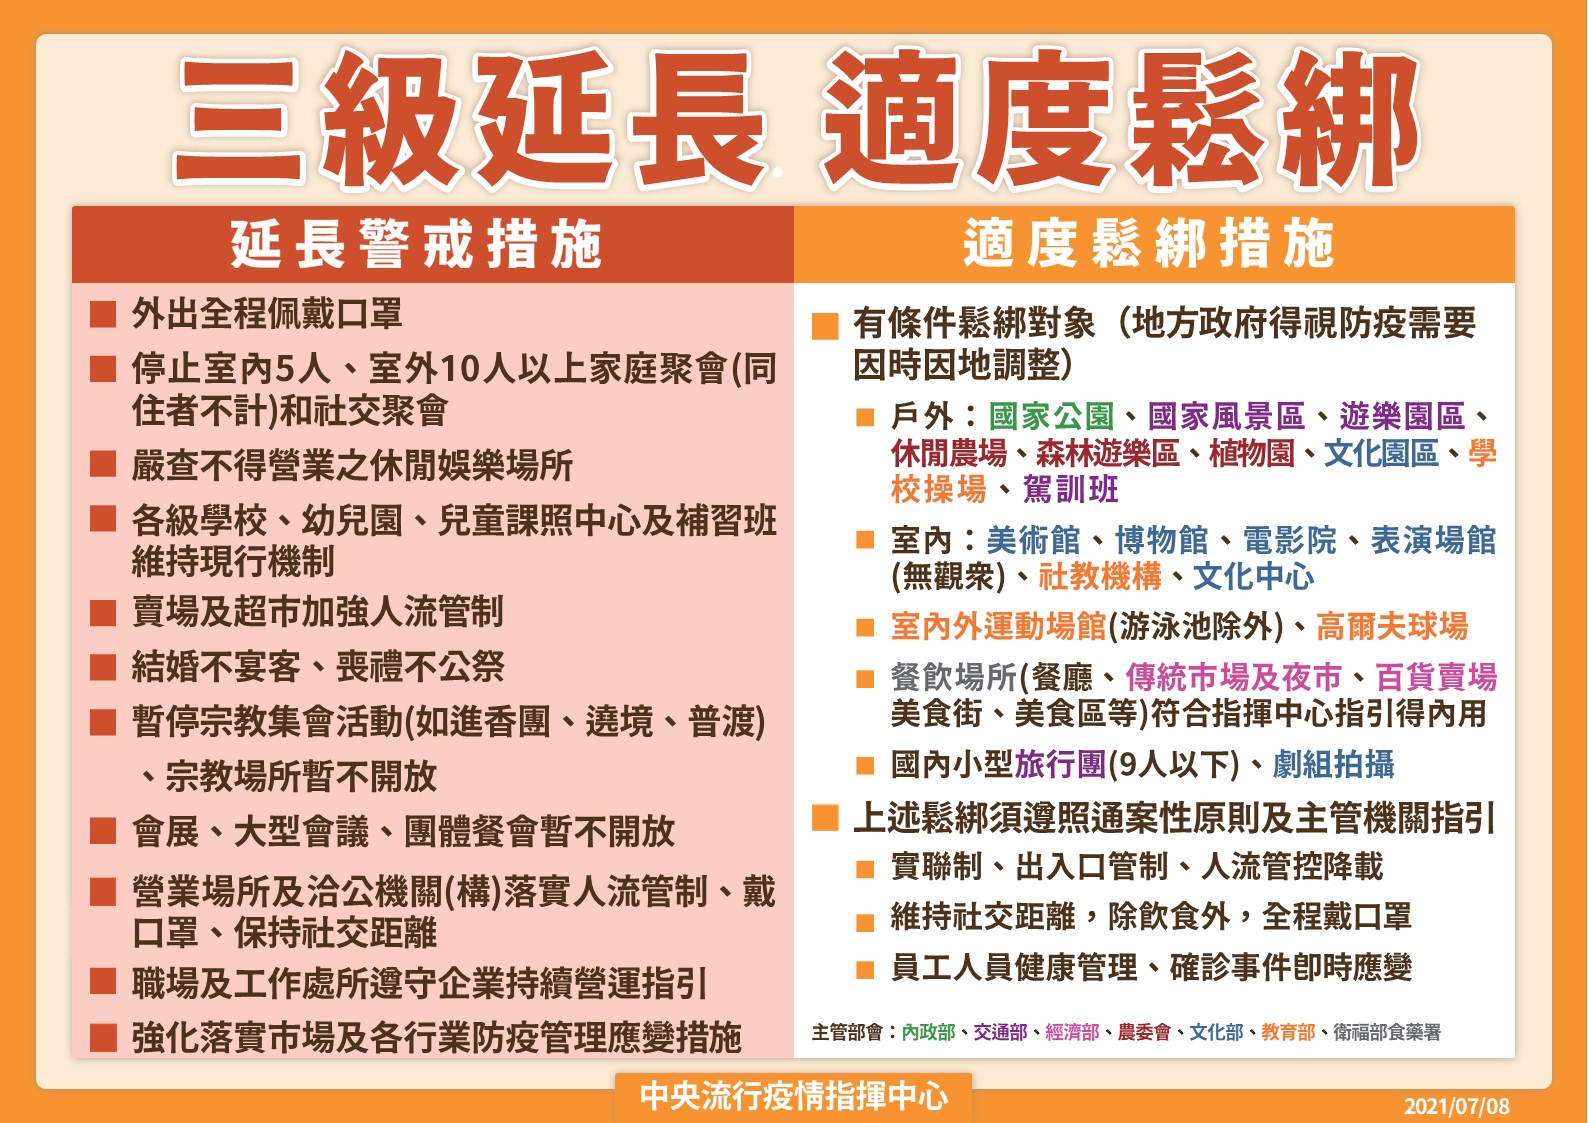 三級延長 適度鬆綁
延長警戒措施
外出全程佩戴口罩
停止室內5人、室外10人以上家庭聚會(同
住者不計)和社交聚會
嚴查不得營業之休閒娛樂場所
各級學校、幼兒園、兒童課照中心及補習班
維持現行機制
賣場及超市加強人流管制
結婚不宴客、喪禮不公祭
暫停宗教集會活動(如進香團、遶境、普渡)
、宗教場所暫不開放
會展、大型會議、團體餐會暫不開放
營業場所及洽公機關(構)落實人流管制、戴
口罩、保持社交距離
職場及工作處所遵守企業持續營運指引
強化落實市場及各行業防疫管理應變措施
適度鬆綁措施
有條件鬆綁對象（地方政府得視防疫需要
因時因地調整）
戶外：國家公園、國家風景區、遊樂園區、
休閒農場、森林遊樂區、植物園、文化園區、學
校操場、駕訓班
室內：美術館、博物館、電影院、表演場館
(無觀衆)、社教機構、文化中心
室內外運動場館(游泳池除外)、高爾夫球場
餐飲場所(餐廳、傳統市場及夜市、百貨賣場
美食街、美食區等)符合指揮中心指引得內用
國內小型旅行團(9人以下)、劇組拍攝
上述鬆綁須遵照通案性原則及主管機關指引
實聯制、出入口管制、人流管控降載
維持社交距離，除飲食外，全程戴口罩
員工人員健康管理、確診事件即時應變
主管部會：內政部、交通部、經濟部、農委會、文化部、教育部、衛福部食藥署
中央流行疫情指揮中心
2021/07/08